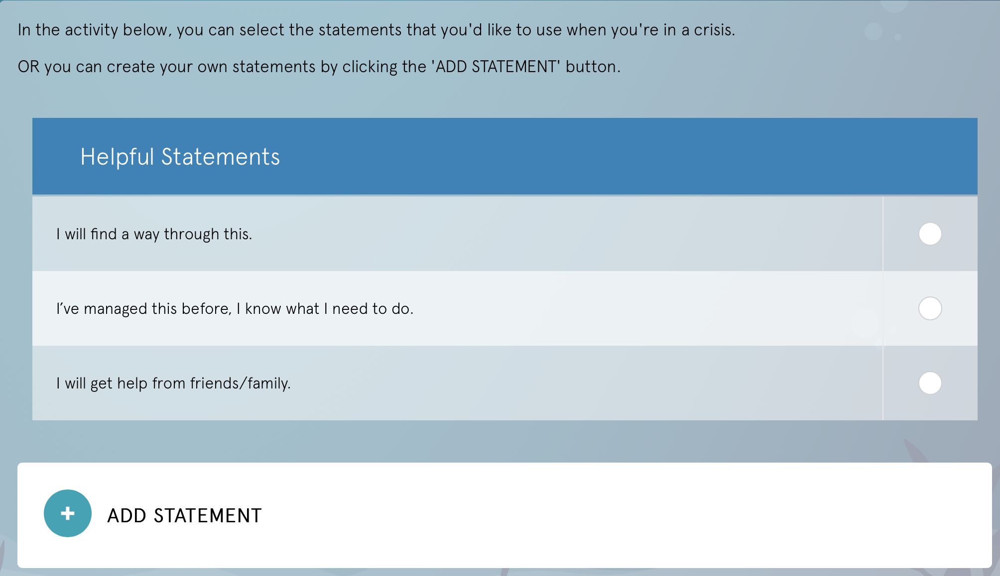 In the activity below, you can select the statements that you'd like to use when you're in a crisis.
OR you can create your own statements by clicking the 'ADD STATEMENT' button.
Helpful Statements
I will find a way through this.
I’ve managed this before, I know what I need to do.
I will get help from friends/family.
ADD STATEMENT